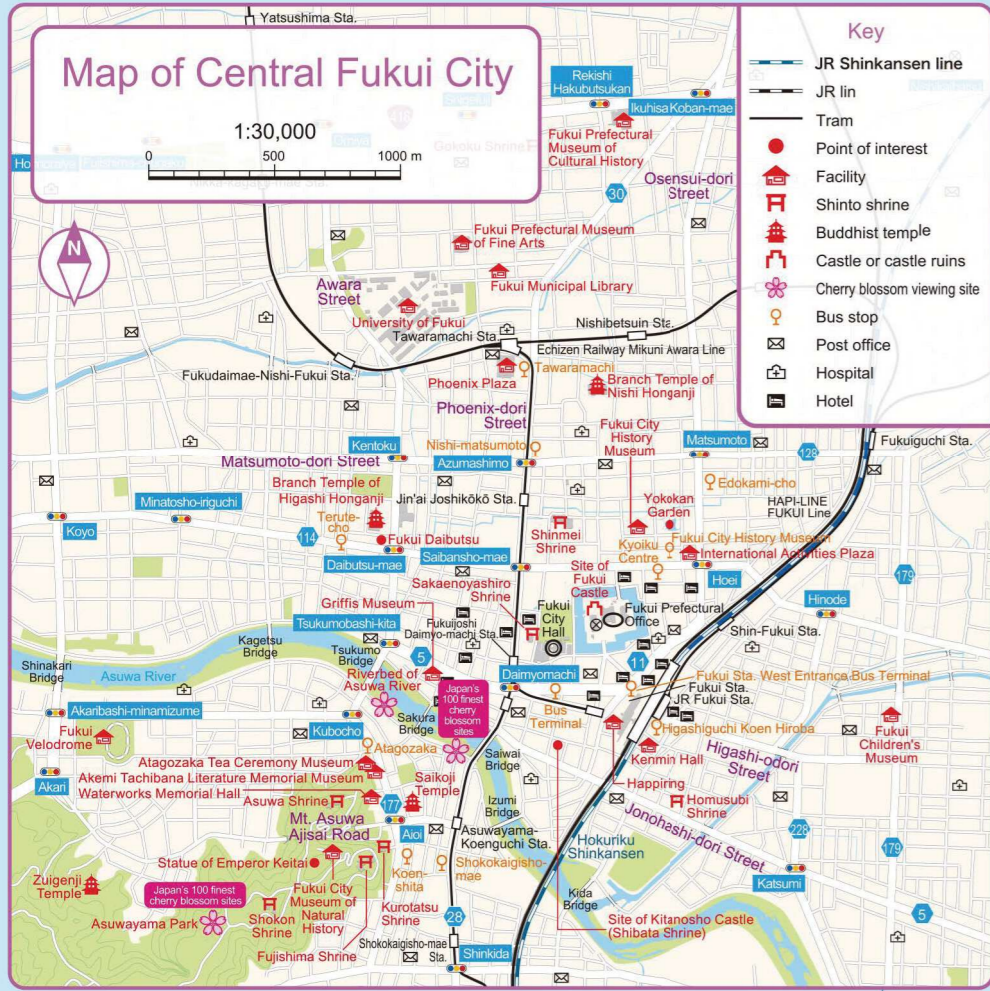 Yatsushima Sta.
Map of Central Fukui City
1:30,000
0 500 1000 m
N
Key
JR Shinkansen line
JR lin
Tram
Point of interest
Facility
Shinto shrine
Buddhist temple
Castle or castle ruins
Cherry blossom viewing site
Bus stop
Post office
Hospital
Hotel
Rekishi
Hakubutsukan
Ikuhisa Koban-mae
Fukui Prefectural
Museum of
Cultural History
Osensui-dori
Street
30
Fukui Prefectural Museum
of Fine Arts
Fukui Municipal Library
Awara
Street
University of Fukui
Tawaramachi Sta.
Nishibetsuin Sta.
Echizen Railway Mikuni Awara Line
Fukudaimae-Nishi-Fukui Sta.
Phoenix Plaza
Tawaramachi
Branch Temple of
Nishi Honganji
Phoenix-dori
Street
Fukui City
History
Museum
Kentoku
Nishi-matsumoto
Matsumoto
Fukuiguchi Sta.
Matsumoto-dori Street
Azumashimo
128
Branch Temple of
Higashi Honganji
Jin'ai Joshikōkō Sta.
Edokami-cho
HAPI-LINE
FUKUI Line
Minatosho-iriguchi
Koyo
Terute-
cho
114
Fukui Daibutsu
Daibutsu-mae
Saibansho-mae
Shinmei
Shrine
Yokokan
Garden
Kyoiku
Centre
Fukui City History Museum
International Activities Plaza
Hoei
179
Sakaenoyashiro
Shrine
Site of
Fukui
Castle
Hinode
Griffis Museum
Tsukumobashi-kita
Fukuijoshi
Daimyo-machi Sta.
Fukui
City
Hall
Fukui Prefectural
Office
Shin-Fukui Sta.
Kagetsu
Bridge
Tsukumo
Bridge
5
Shinakari
Bridge
Asuwa River
Riverbed of
Asuwa River
Japan's
100 finest
cherry
blossom
sites
Daimyomachi
11
Fukui Sta. West Entrance Bus Terminal
Fukui Sta.
JR Fukui Sta.
Akaribashi-minamizume
Sakura
Bridge
Bus
Terminal
Higashiguchi Koen Hiroba
Fukui
Velodrome
Kubocho
Atagozaka
Saiwai
Bridge
Kenmin Hall
Higashi-odori
Street
Fukui
Children's
Museum
Atagozaka Tea Ceremony Museum
Akari
Akemi Tachibana Literature Memorial Museum
Waterworks Memorial Hall
Saikoji
Temple
Happiring
Asuwa Shrine
177
Izumi
Bridge
Homusubi
Shrine
Mt. Asuwa
Ajisai Road
Aioi
Asuwayama-
Koenguchi Sta.
Hokuriku
Shinkansen
Jonohashi-dori Street
228
179
Statue of Emperor Keitai
Koen-
shita
Shokokaigisho-
mae
Katsumi
Zuigenji
Temple
Japan's 100 finest
cherry blossom sites
Fukui City
Museum of
Natural
History
Kurotatsu
Shrine
Kida
Bridge
Asuwayama Park
Shokon
Shrine
28
Site of Kitanosho Castle
(Shibata Shrine)
5
Fujishima Shrine
Shokokaigisho-mae
Sta.
Shinkida